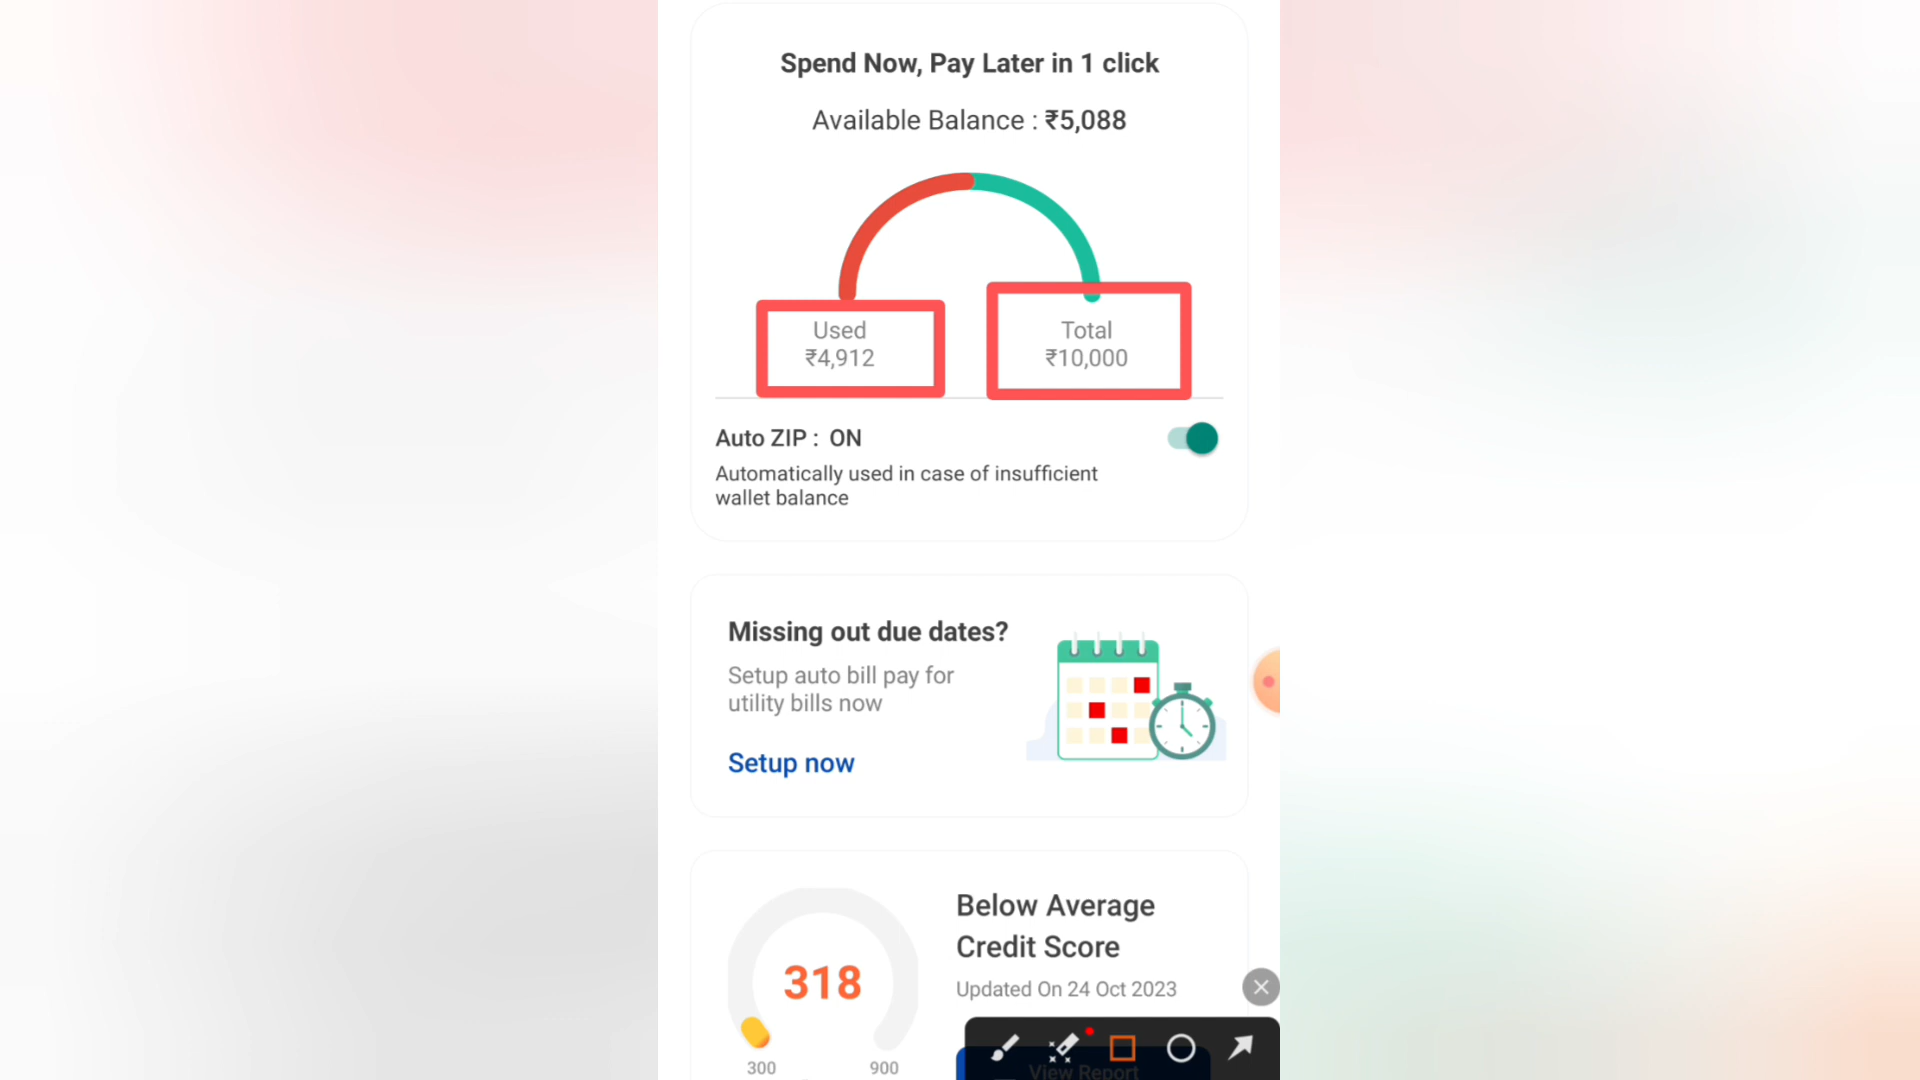 Spend Now, Pay Later in 1 click
Available Balance : ₹5,088
Used
₹4,912
Total
₹10,000
Auto ZIP : ON
Automatically used in case of insufficient
wallet balance
Missing out due dates?
Setup auto bill pay for
utility bills now
Setup now
318
300
900
Below Average
Credit Score
Updated On 24 Oct 2023
View Report